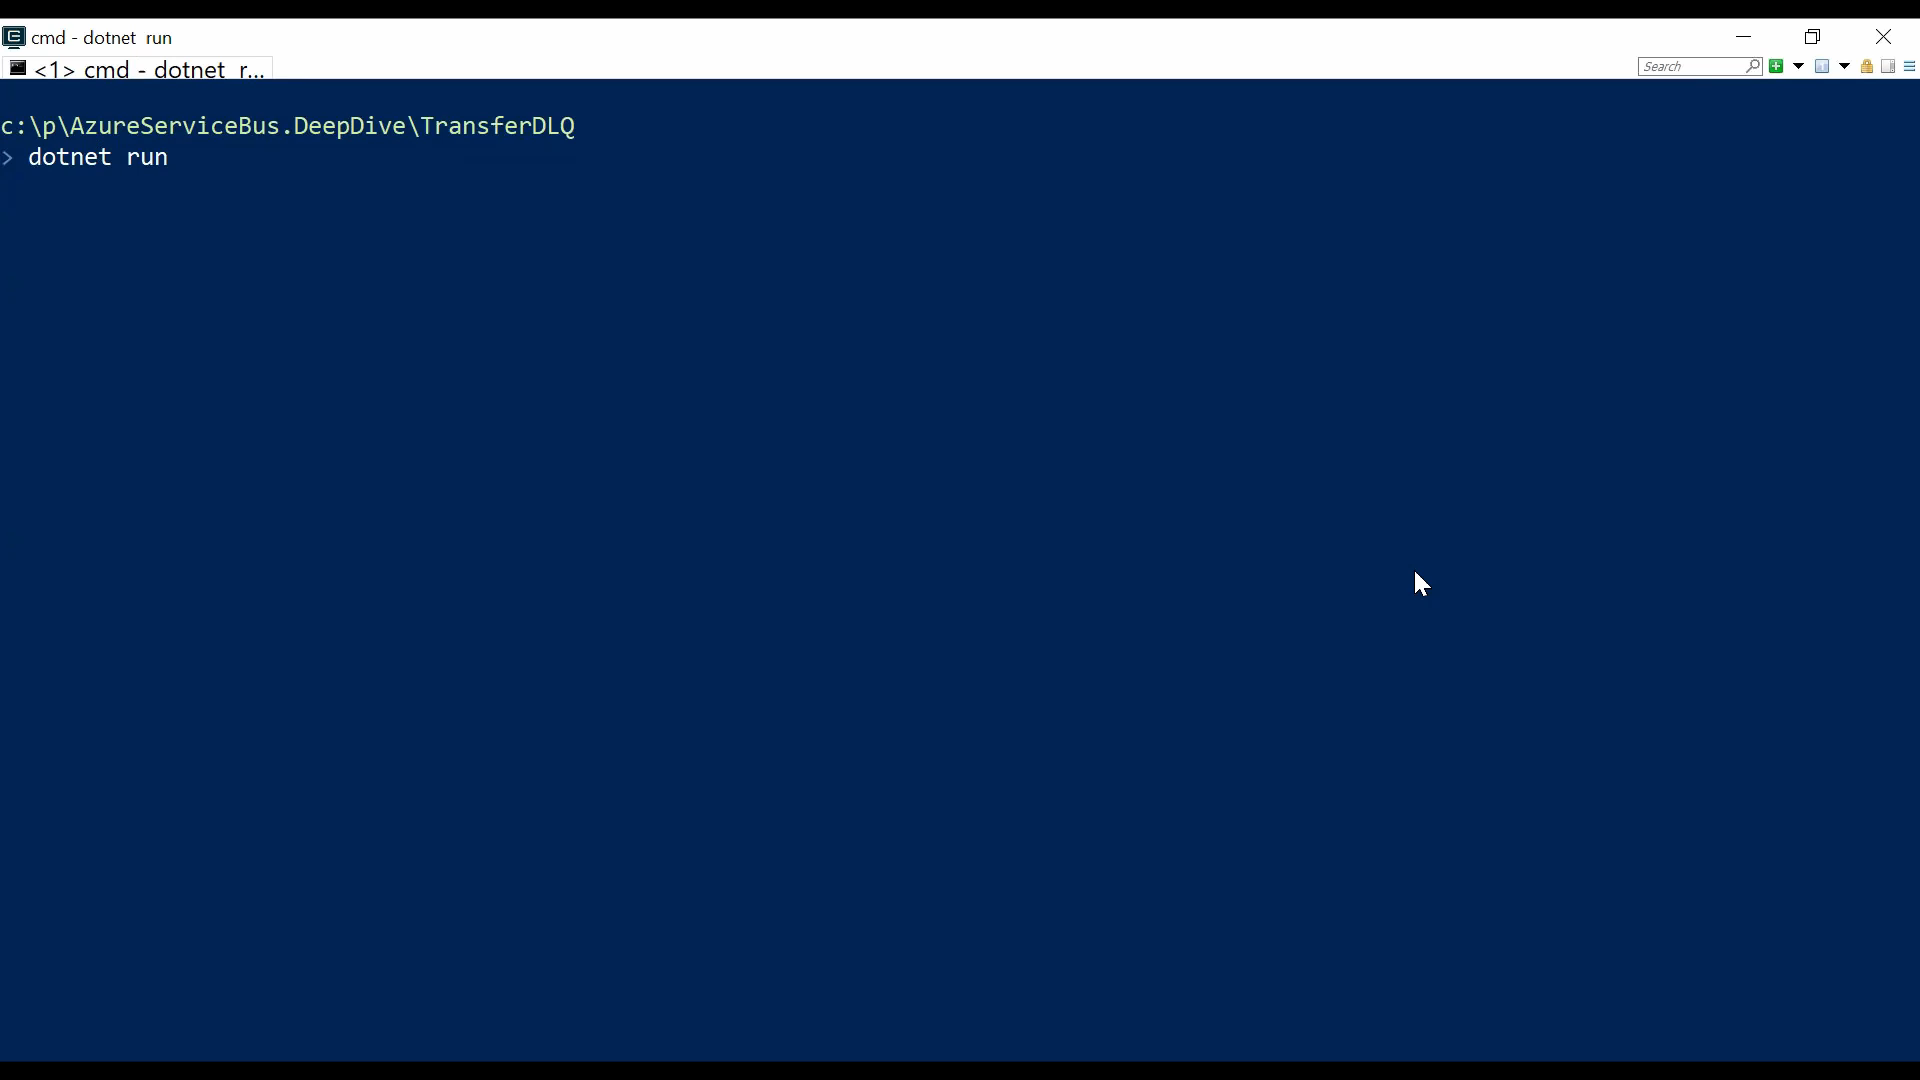 cmd - dotnet run
<1> cmd - dotnet r...
Search
c:\p\AzureServiceBus.DeepDive\TransferDLQ
> dotnet run